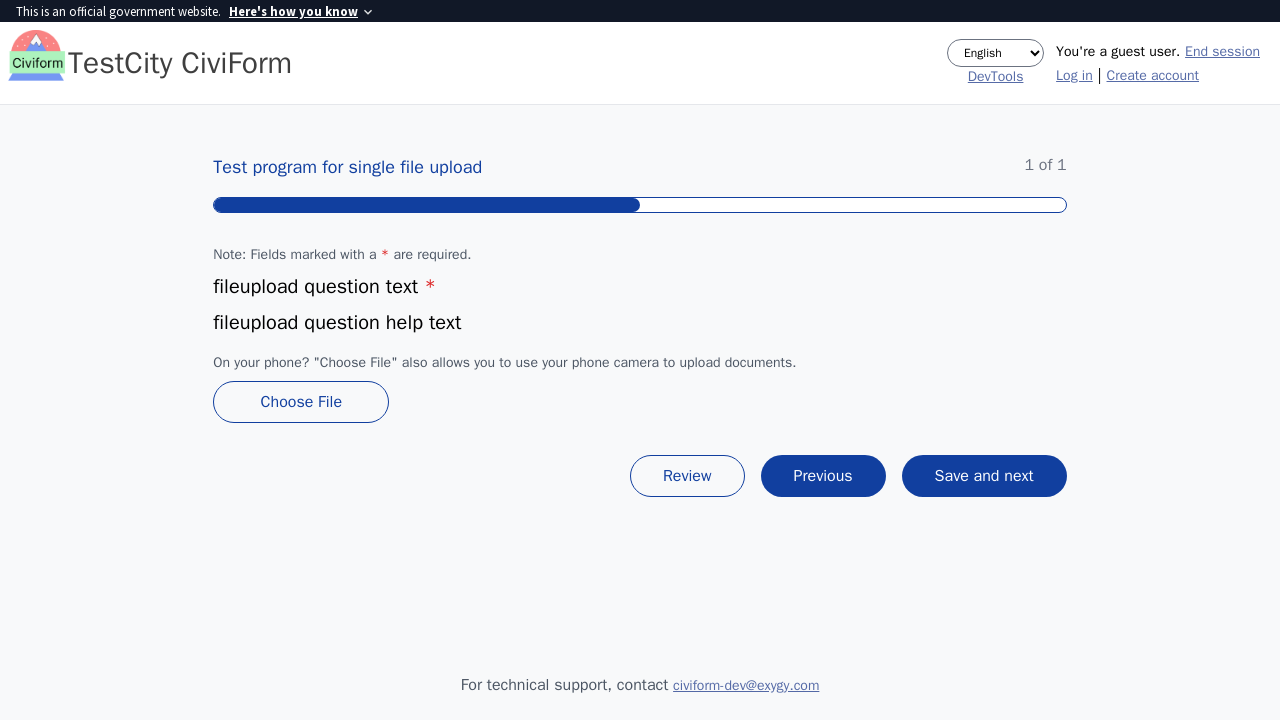 This is an official government website. Here's how you know
Civiform
TestCity CiviForm
English
DevTools
You're a guest user. End session
Log in | Create account
Test program for single file upload
1 of 1
Note: Fields marked with a * are required.
fileupload question text *
fileupload question help text
On your phone? "Choose File" also allows you to use your phone camera to upload documents.
Choose File
Review
Previous
Save and next
For technical support, contact civiform-dev@exygy.com